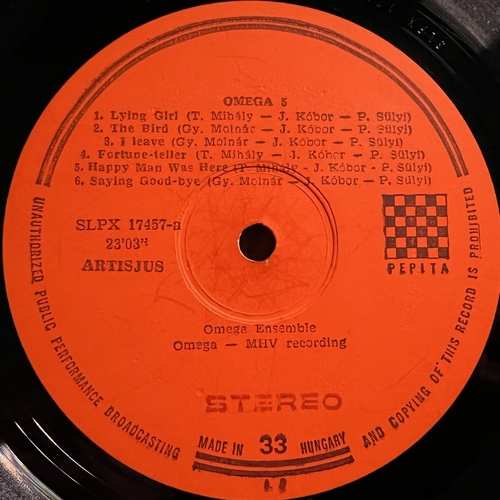 OMEGA 5
1. Lying Girl (T. Mihály — J. Kóbor — P. Sülyi)
2. The Bird (Gy. Molnár — J. Kóbor — P. Sülyi)
3. I leave (Gy. Molnár — J. Kóbor — P. Sülyi)
4. Fortune-teller (T. Mihály — J. Kóbor — P. Sülyi)
5. Happy Man Was Here (T. Mihály - J. Kóbor - P. Sülyi)
6. Saying Good-bye (Gy. Molnár — J. Kóbor — P. Sülyi)
SLPX 17457-a
23'03"
ARTISJUS
PEPITA
Omega Ensemble
Omega — MHV recording
STEREO
MADE IN 33 HUNGARY
UNAUTHORIZED PUBLIC PERFORMANCE BROADCASTING AND COPYING OF THIS RECORD IS PROHIBITED